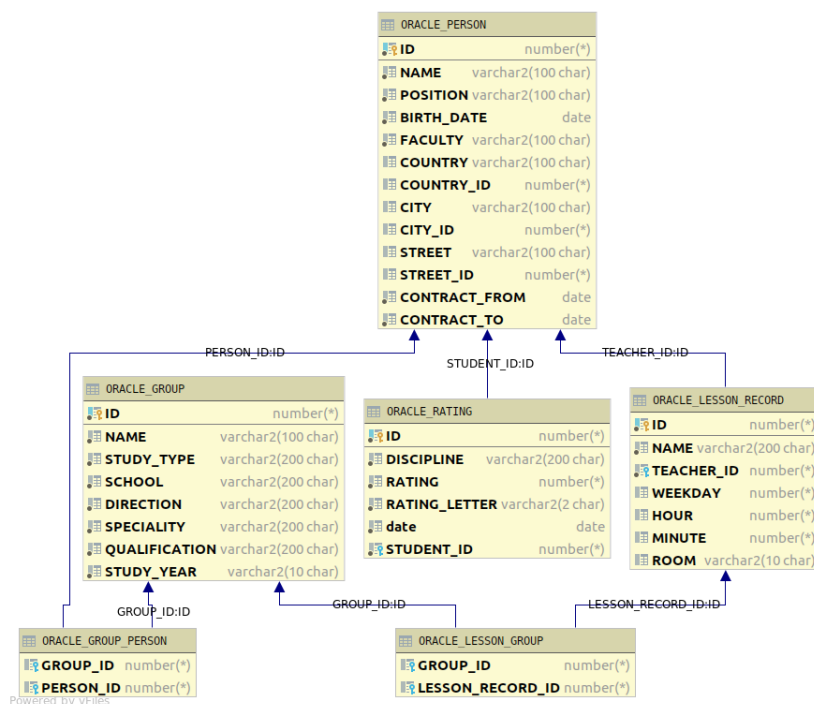 ORACLE_PERSON
ID number(*)
NAME varchar2(100 char)
POSITION varchar2(100 char)
BIRTH_DATE date
FACULTY varchar2(100 char)
COUNTRY varchar2(100 char)
COUNTRY_ID number(*)
CITY varchar2(100 char)
CITY_ID number(*)
STREET varchar2(100 char)
STREET_ID number(*)
CONTRACT_FROM date
CONTRACT_TO date
PERSON_ID:ID
STUDENT_ID:ID
TEACHER_ID:ID
ORACLE_GROUP
ID number(*)
NAME varchar2(100 char)
STUDY_TYPE varchar2(200 char)
SCHOOL varchar2(200 char)
DIRECTION varchar2(200 char)
SPECIALITY varchar2(200 char)
QUALIFICATION varchar2(200 char)
STUDY_YEAR varchar2(10 char)
ORACLE_RATING
ID number(*)
DISCIPLINE varchar2(200 char)
RATING number(*)
RATING_LETTER varchar2(2 char)
date date
STUDENT_ID number(*)
ORACLE_LESSON_RECORD
ID number(*)
NAME varchar2(200 char)
TEACHER_ID number(*)
WEEKDAY number(*)
HOUR number(*)
MINUTE number(*)
ROOM varchar2(10 char)
GROUP_ID:ID
GROUP_ID:ID
LESSON_RECORD_ID:ID
ORACLE_GROUP_PERSON
GROUP_ID number(*)
PERSON_ID number(*)
ORACLE_LESSON_GROUP
GROUP_ID number(*)
LESSON_RECORD_ID number(*)
Powered by yFiles